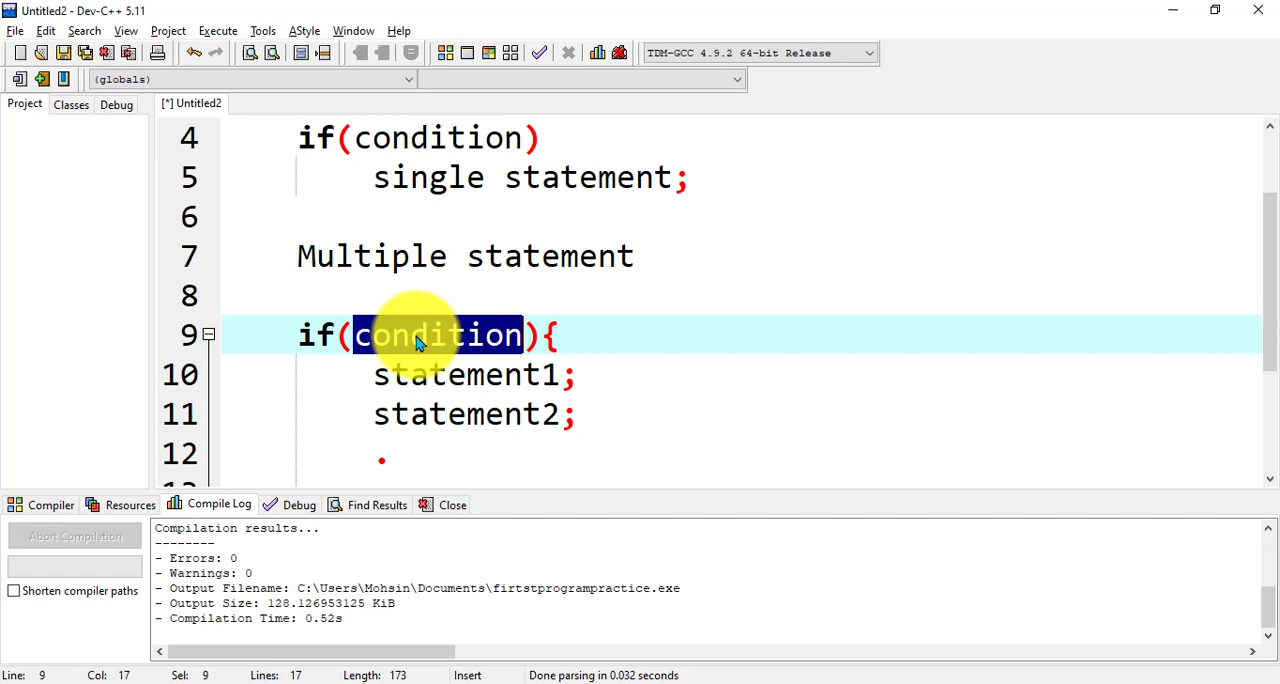 Untitled2 - Dev-C++ 5.11
File Edit Search View Project Execute Tools AStyle Window Help
TDM-GCC 4.9.2 64-bit Release
(globals)
Project Classes Debug [*] Untitled2
4 if(condition)
5 single statement;
6
7 Multiple statement
8
9 if(condition){
10 statement1;
11 statement2;
12 .
Compiler Resources Compile Log Debug Find Results Close
Abort Compilation
Shorten compiler paths
Compilation results...
--------
- Errors: 0
- Warnings: 0
- Output Filename: C:\Users\Mohsin\Documents\firtstprogrampractice.exe
- Output Size: 128.126953125 KiB
- Compilation Time: 0.52s
Line: 9 Col: 17 Sel: 9 Lines: 17 Length: 173 Insert Done parsing in 0.032 seconds